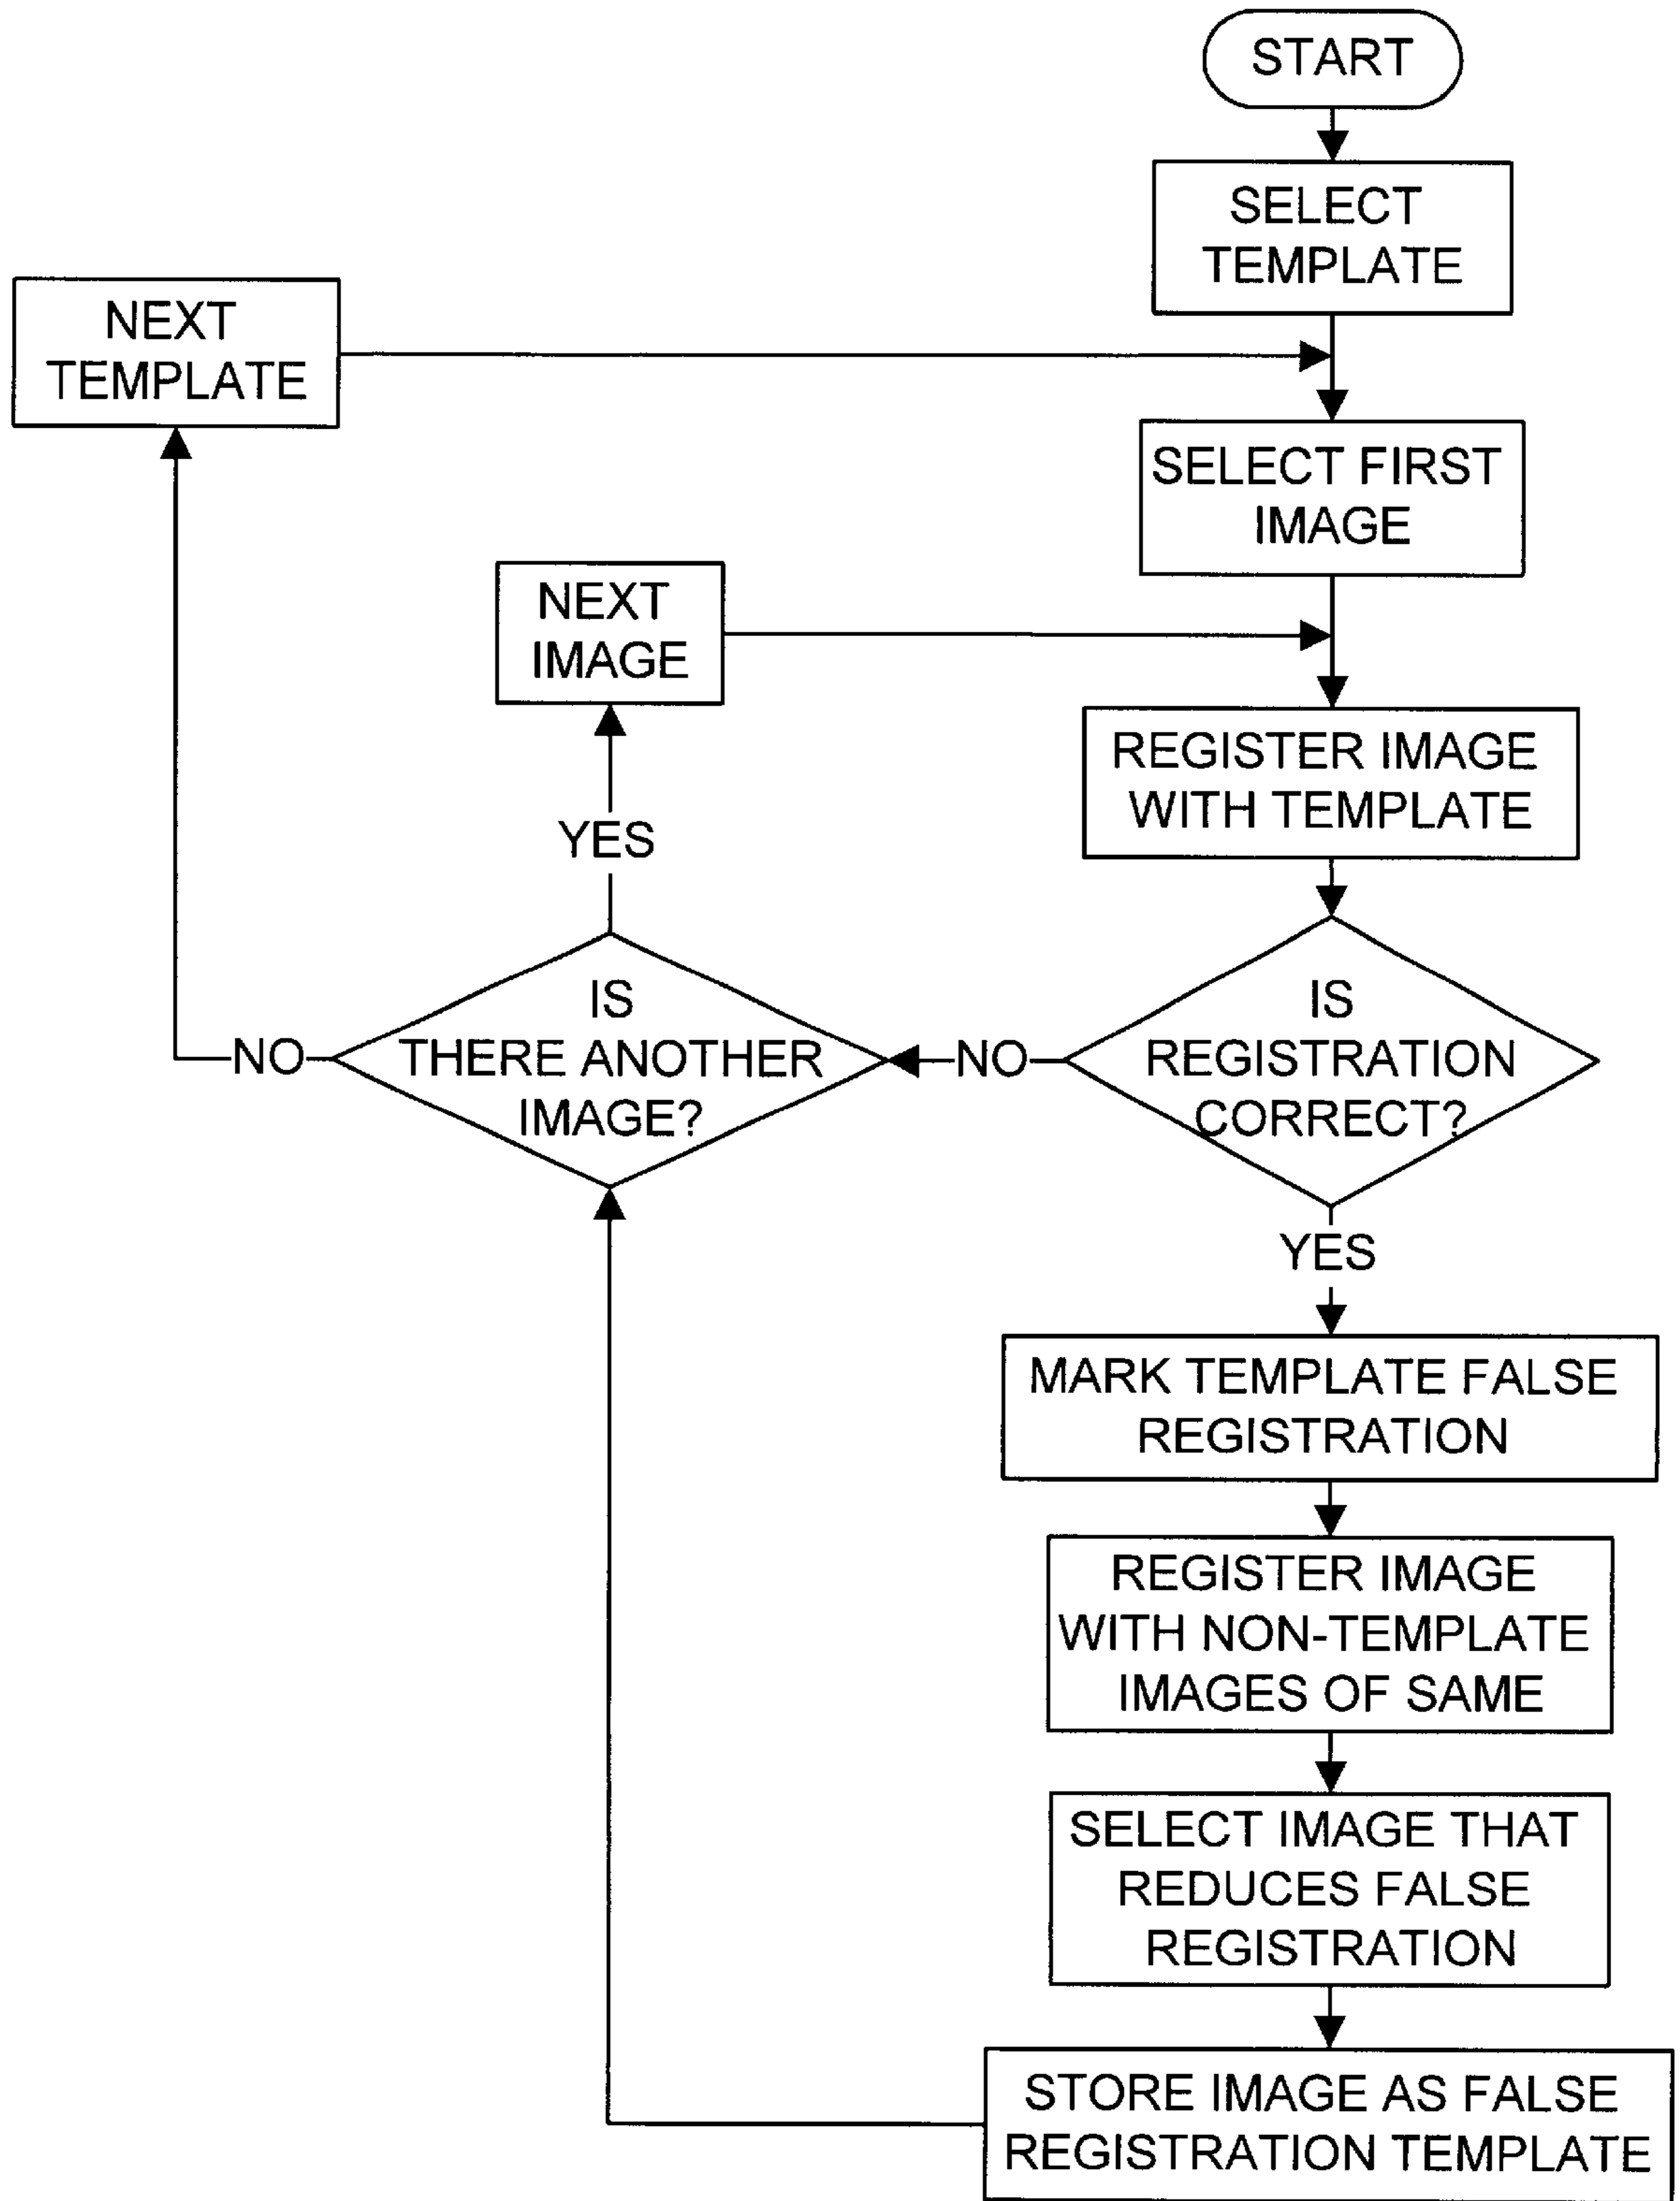 START
SELECT
TEMPLATE
NEXT
TEMPLATE
SELECT FIRST
IMAGE
NEXT
IMAGE
REGISTER IMAGE
WITH TEMPLATE
YES
IS
THERE ANOTHER
IMAGE?
IS
REGISTRATION
CORRECT?
NO
NO
YES
MARK TEMPLATE FALSE
REGISTRATION
REGISTER IMAGE
WITH NON-TEMPLATE
IMAGES OF SAME
SELECT IMAGE THAT
REDUCES FALSE
REGISTRATION
STORE IMAGE AS FALSE
REGISTRATION TEMPLATE